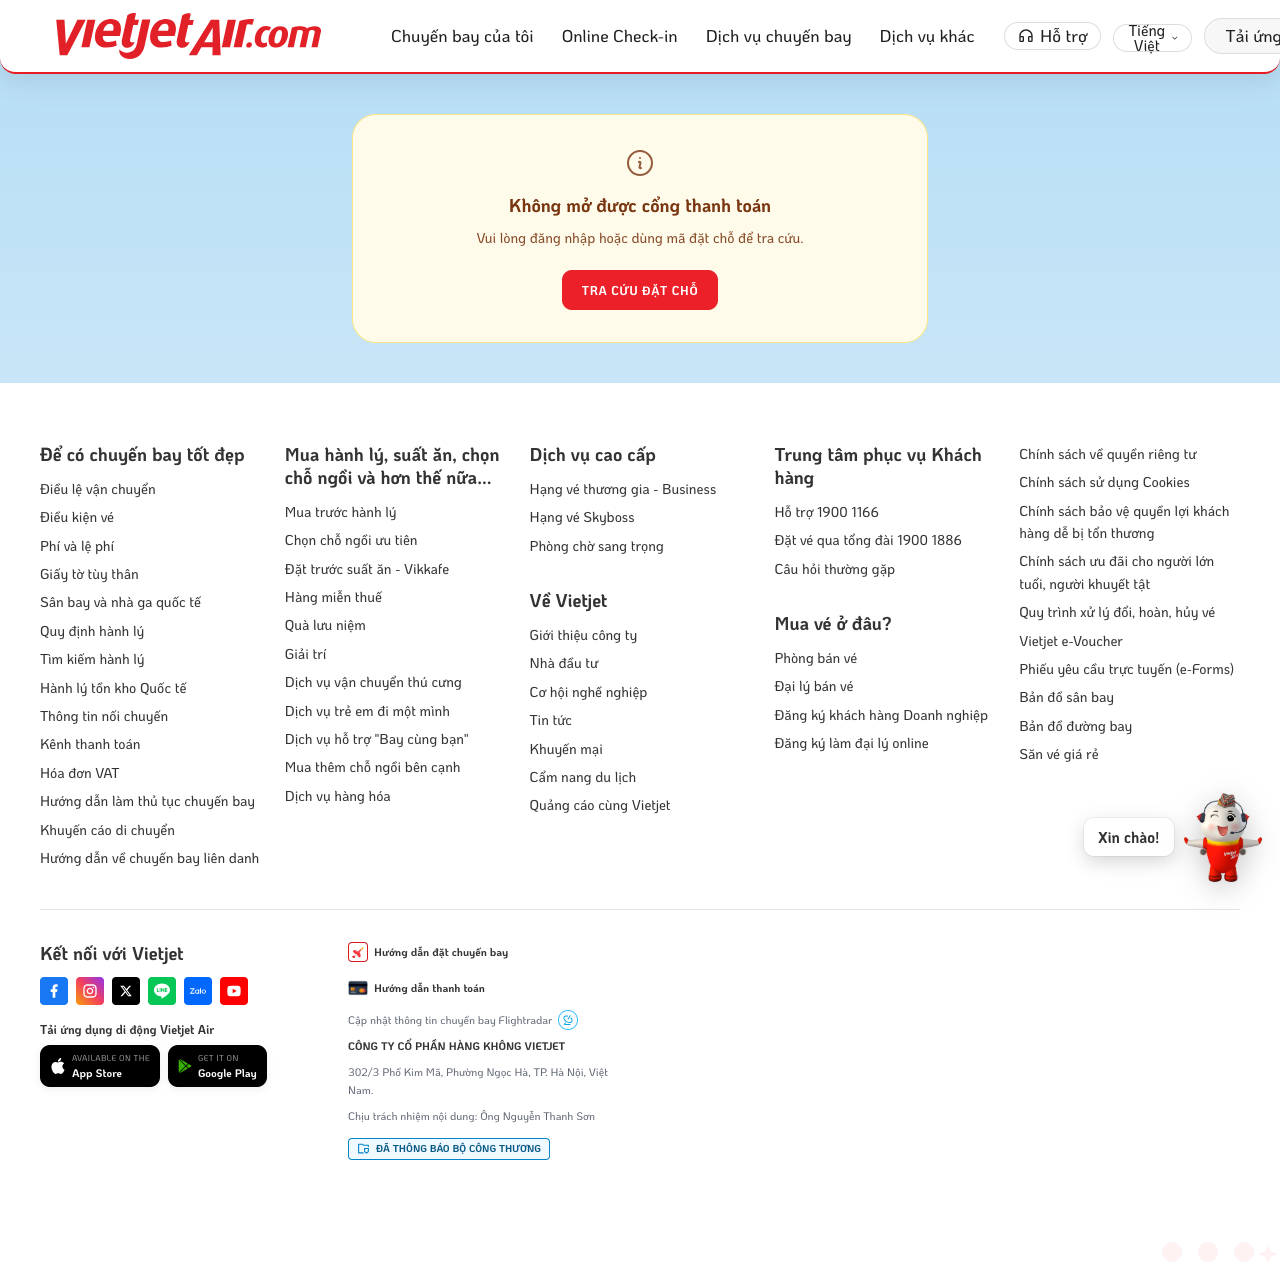 vietjetAir.com
Chuyến bay của tôi
Online Check-in
Dịch vụ chuyến bay
Dịch vụ khác
Hỗ trợ
Tiếng
Việt
Tải ứng
Không mở được cổng thanh toán
Vui lòng đăng nhập hoặc dùng mã đặt chỗ để tra cứu.
TRA CỨU ĐẶT CHỖ
Để có chuyến bay tốt đẹp
Điều lệ vận chuyển
Điều kiện vé
Phí và lệ phí
Giấy tờ tùy thân
Sân bay và nhà ga quốc tế
Quy định hành lý
Tìm kiếm hành lý
Hành lý tồn kho Quốc tế
Thông tin nối chuyến
Kênh thanh toán
Hóa đơn VAT
Hướng dẫn làm thủ tục chuyến bay
Khuyến cáo di chuyển
Hướng dẫn về chuyến bay liên danh
Mua hành lý, suất ăn, chọn
chỗ ngồi và hơn thế nữa...
Mua trước hành lý
Chọn chỗ ngồi ưu tiên
Đặt trước suất ăn - Vikkafe
Hàng miễn thuế
Quà lưu niệm
Giải trí
Dịch vụ vận chuyển thú cưng
Dịch vụ trẻ em đi một mình
Dịch vụ hỗ trợ "Bay cùng bạn"
Mua thêm chỗ ngồi bên cạnh
Dịch vụ hàng hóa
Dịch vụ cao cấp
Hạng vé thương gia - Business
Hạng vé Skyboss
Phòng chờ sang trọng
Về Vietjet
Giới thiệu công ty
Nhà đầu tư
Cơ hội nghề nghiệp
Tin tức
Khuyến mại
Cẩm nang du lịch
Quảng cáo cùng Vietjet
Trung tâm phục vụ Khách
hàng
Hỗ trợ 1900 1166
Đặt vé qua tổng đài 1900 1886
Câu hỏi thường gặp
Mua vé ở đâu?
Phòng bán vé
Đại lý bán vé
Đăng ký khách hàng Doanh nghiệp
Đăng ký làm đại lý online
Chính sách về quyền riêng tư
Chính sách sử dụng Cookies
Chính sách bảo vệ quyền lợi khách
hàng dễ bị tổn thương
Chính sách ưu đãi cho người lớn
tuổi, người khuyết tật
Quy trình xử lý đổi, hoàn, hủy vé
Vietjet e-Voucher
Phiếu yêu cầu trực tuyến (e-Forms)
Bản đồ sân bay
Bản đồ đường bay
Săn vé giá rẻ
Xin chào!
Kết nối với Vietjet
LINE
Zalo
Tải ứng dụng di động Vietjet Air
AVAILABLE ON THE
App Store
GET IT ON
Google Play
Hướng dẫn đặt chuyến bay
Hướng dẫn thanh toán
Cập nhật thông tin chuyến bay Flightradar
CÔNG TY CỔ PHẦN HÀNG KHÔNG VIETJET
302/3 Phố Kim Mã, Phường Ngọc Hà, TP. Hà Nội, Việt
Nam.
Chịu trách nhiệm nội dung: Ông Nguyễn Thanh Sơn
ĐÃ THÔNG BÁO BỘ CÔNG THƯƠNG